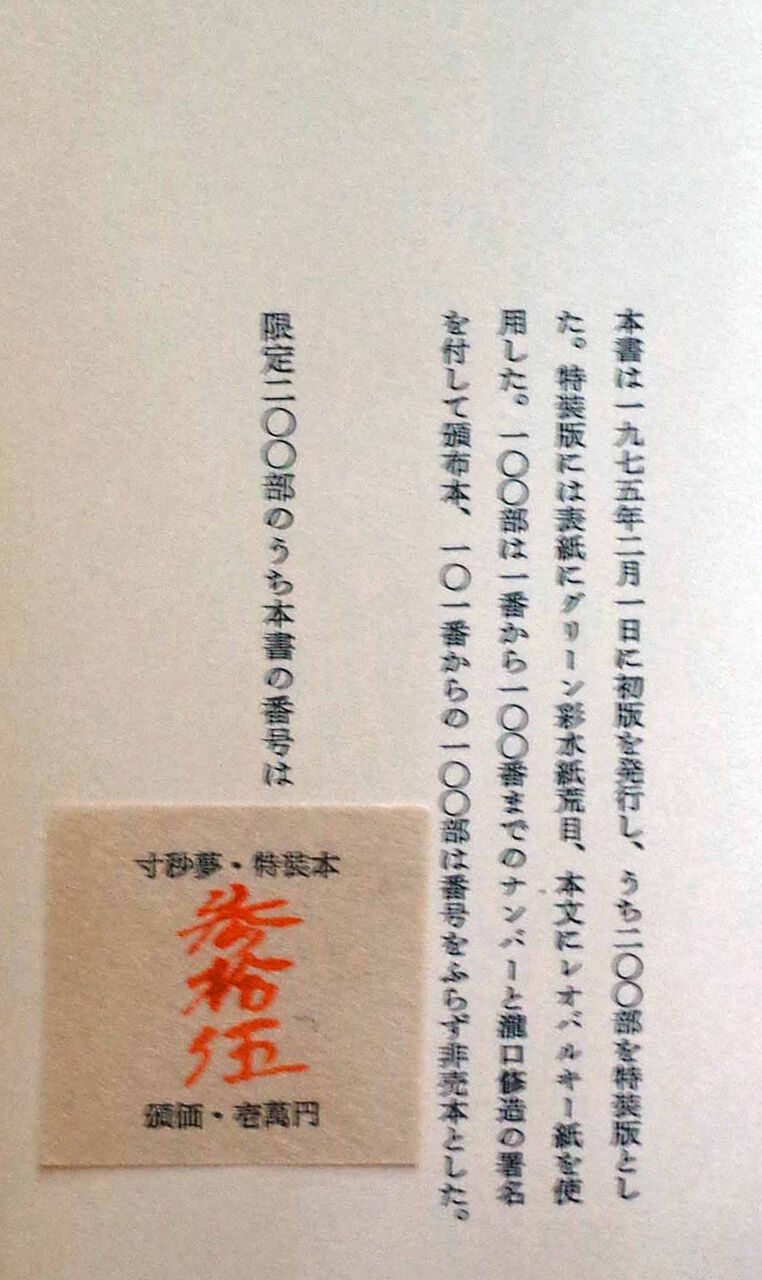 本書は一九七五年二月一日に初版を発行し、うち二〇〇部を特装版とし
た。特装版には表紙にグリーン彩水紙荒目、本文にレオバルキー紙を使
用した。一〇〇部は一番から一〇〇番までのナンバーと瀧口修造の署名
を付して頒布本、一〇一番からの一〇〇部は番号をふらず非売本とした。
限定二〇〇部のうち本書の番号は
寸秒夢・特装本
参拾伍
頒価・壱萬円